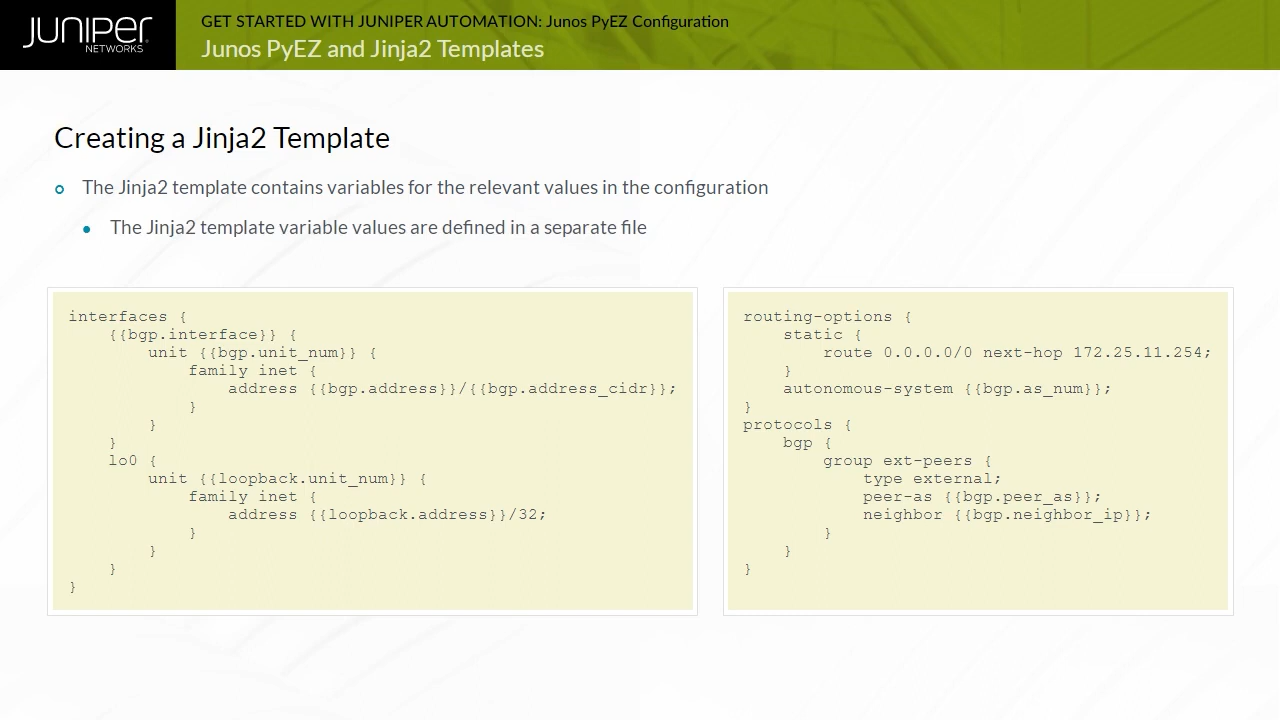 JUNIPER
NETWORKS
GET STARTED WITH JUNIPER AUTOMATION: Junos PyEZ Configuration
Junos PyEZ and Jinja2 Templates
Creating a Jinja2 Template
The Jinja2 template contains variables for the relevant values in the configuration
The Jinja2 template variable values are defined in a separate file
interfaces {
    {{bgp.interface}} {
        unit {{bgp.unit_num}} {
            family inet {
                address {{bgp.address}}/{{bgp.address_cidr}};
            }
        }
    }
    lo0 {
        unit {{loopback.unit_num}} {
            family inet {
                address {{loopback.address}}/32;
            }
        }
    }
}
routing-options {
    static {
        route 0.0.0.0/0 next-hop 172.25.11.254;
    }
    autonomous-system {{bgp.as_num}};
}
protocols {
    bgp {
        group ext-peers {
            type external;
            peer-as {{bgp.peer_as}};
            neighbor {{bgp.neighbor_ip}};
        }
    }
}